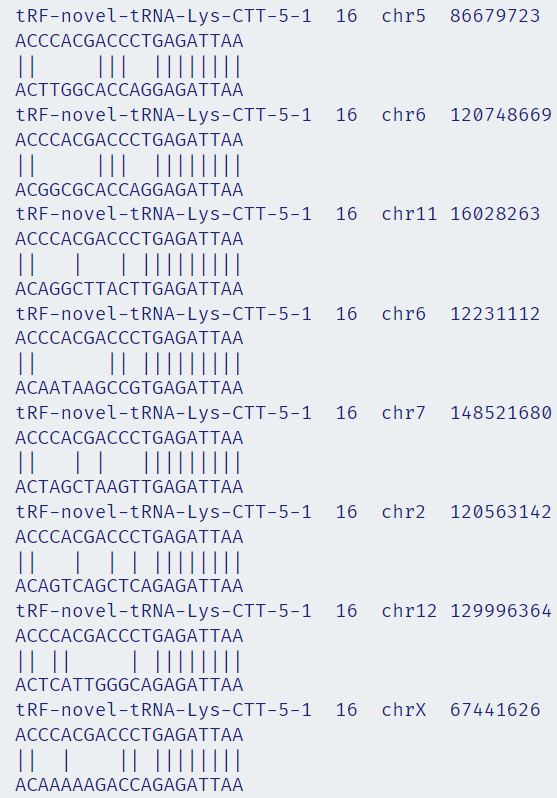 tRF-novel-tRNA-Lys-CTT-5-1  16  chr5  86679723
ACCCACGACCCTGAGATTAA
||     |||  ||||||||
ACTTGGCACCAGGAGATTAA
tRF-novel-tRNA-Lys-CTT-5-1  16  chr6  120748669
ACCCACGACCCTGAGATTAA
||     |||  ||||||||
ACGGCGCACCAGGAGATTAA
tRF-novel-tRNA-Lys-CTT-5-1  16  chr11 16028263
ACCCACGACCCTGAGATTAA
||   |   | |||||||||
ACAGGCTTACTTGAGATTAA
tRF-novel-tRNA-Lys-CTT-5-1  16  chr6  12231112
ACCCACGACCCTGAGATTAA
||      || |||||||||
ACAATAAGCCGTGAGATTAA
tRF-novel-tRNA-Lys-CTT-5-1  16  chr7  148521680
ACCCACGACCCTGAGATTAA
||   | |   |||||||||
ACTAGCTAAGTTGAGATTAA
tRF-novel-tRNA-Lys-CTT-5-1  16  chr2  120563142
ACCCACGACCCTGAGATTAA
||   |  | | ||||||||
ACAGTCAGCTCAGAGATTAA
tRF-novel-tRNA-Lys-CTT-5-1  16  chr12 129996364
ACCCACGACCCTGAGATTAA
|| ||     | ||||||||
ACTCATTGGGCAGAGATTAA
tRF-novel-tRNA-Lys-CTT-5-1  16  chrX  67441626
ACCCACGACCCTGAGATTAA
||  |    || ||||||||
ACAAAAAGACCAGAGATTAA